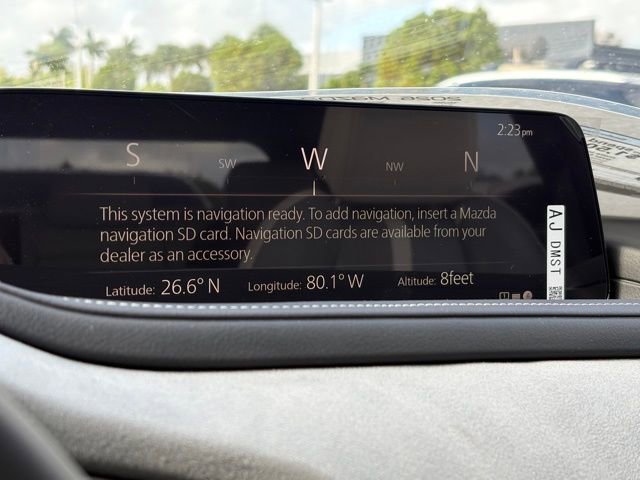 2:23pm
S SW W NW N
This system is navigation ready. To add navigation, insert a Mazda
navigation SD card. Navigation SD cards are available from your
dealer as an accessory.
Latitude: 26.6° N Longitude: 80.1° W Altitude: 8feet
AJ DMST